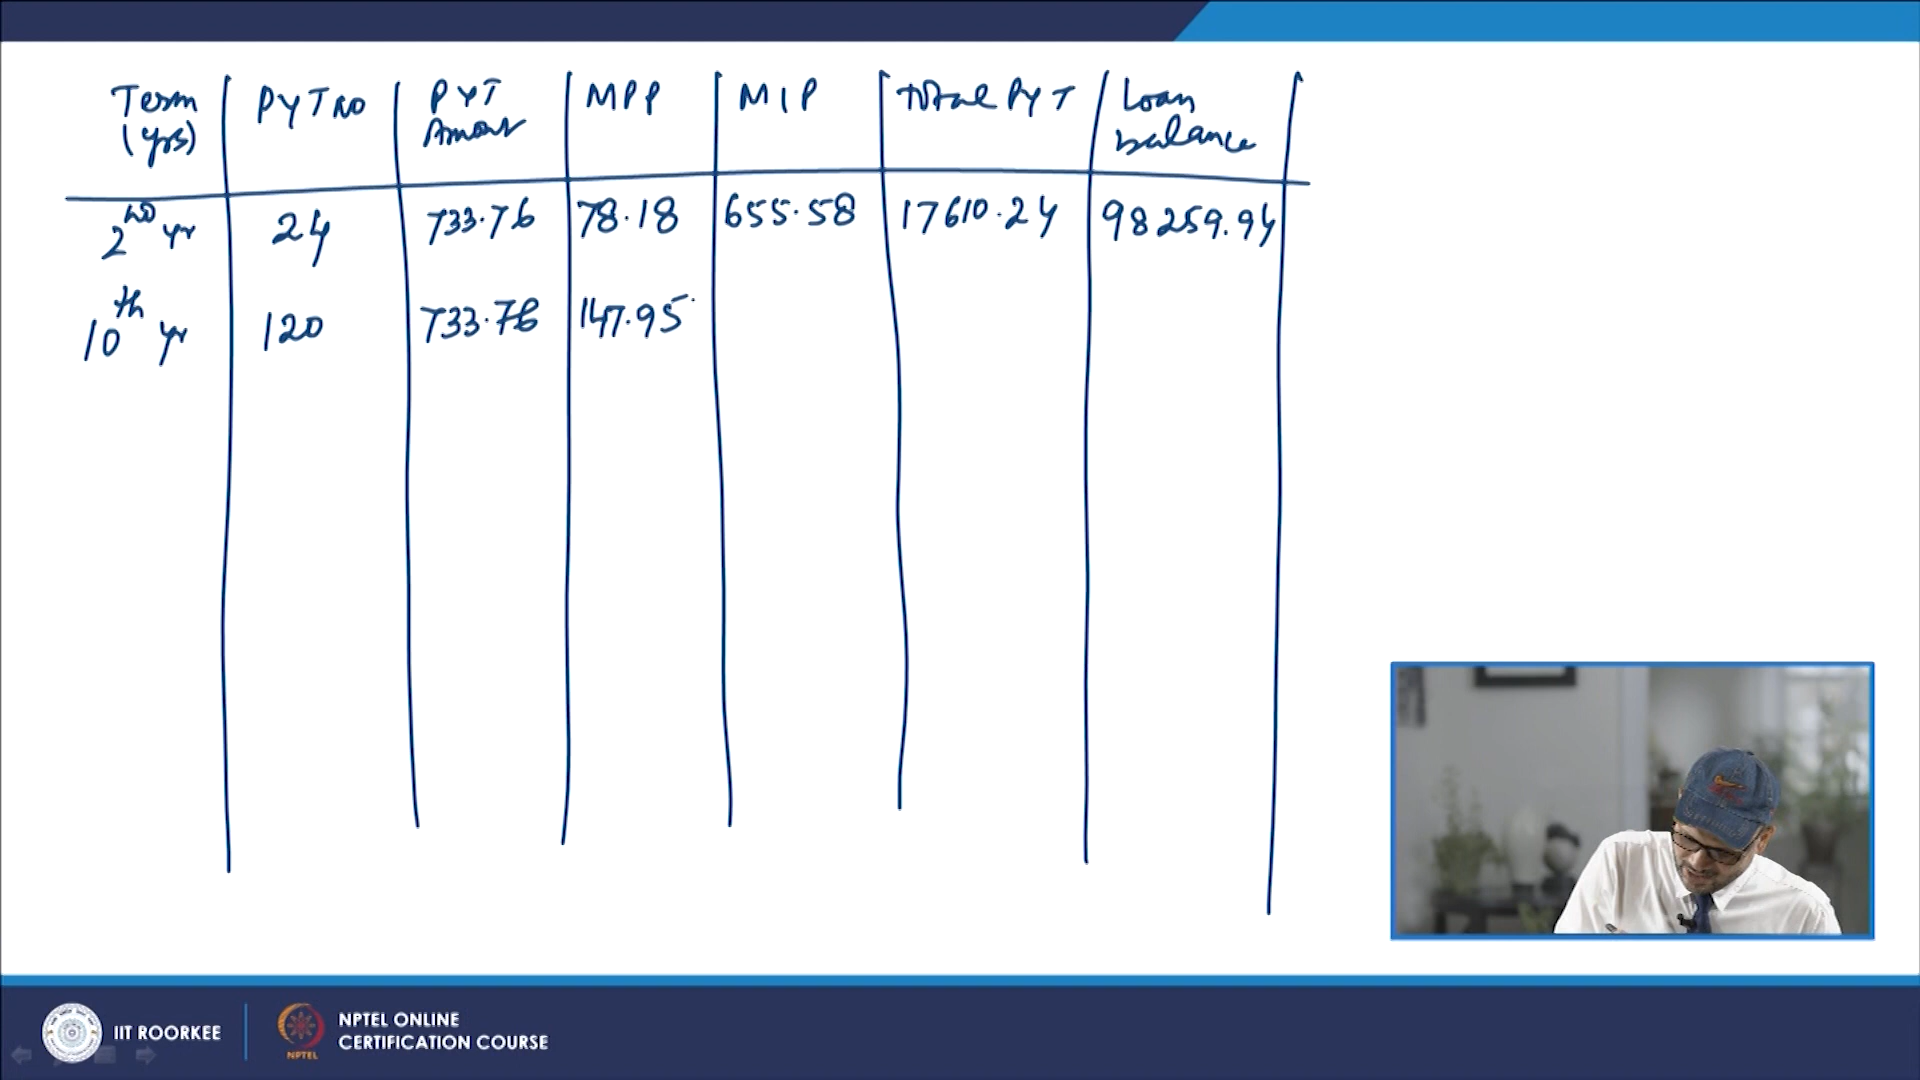 Term (yrs) PYT NO PYT Amount MPP MIP total PYT Loan balance
2nd yr 24 733.76 78.18 655.58 17610.24 98259.94
10th yr 120 733.76 147.95
IIT ROORKEE
NPTEL
NPTEL ONLINE
CERTIFICATION COURSE